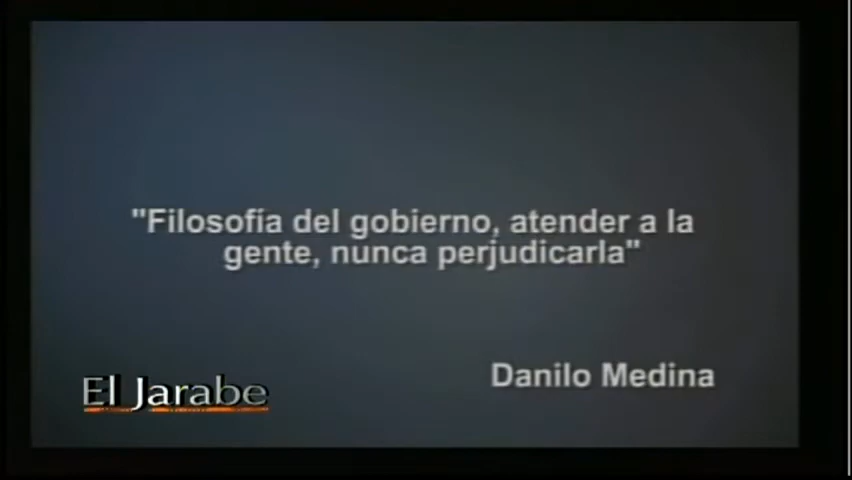 "Filosofía del gobierno, atender a la
gente, nunca perjudicarla"
Danilo Medina
El Jarabe